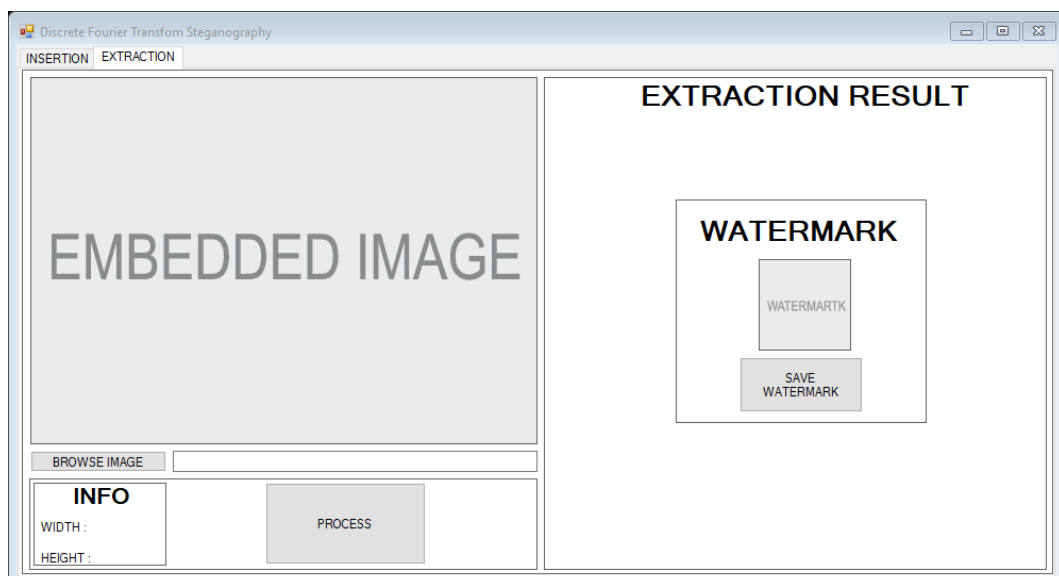 Discrete Fourier Transfom Steganography
INSERTION EXTRACTION
EMBEDDED IMAGE
BROWSE IMAGE
INFO
WIDTH :
HEIGHT :
PROCESS
EXTRACTION RESULT
WATERMARK
WATERMARTK
SAVE
WATERMARK